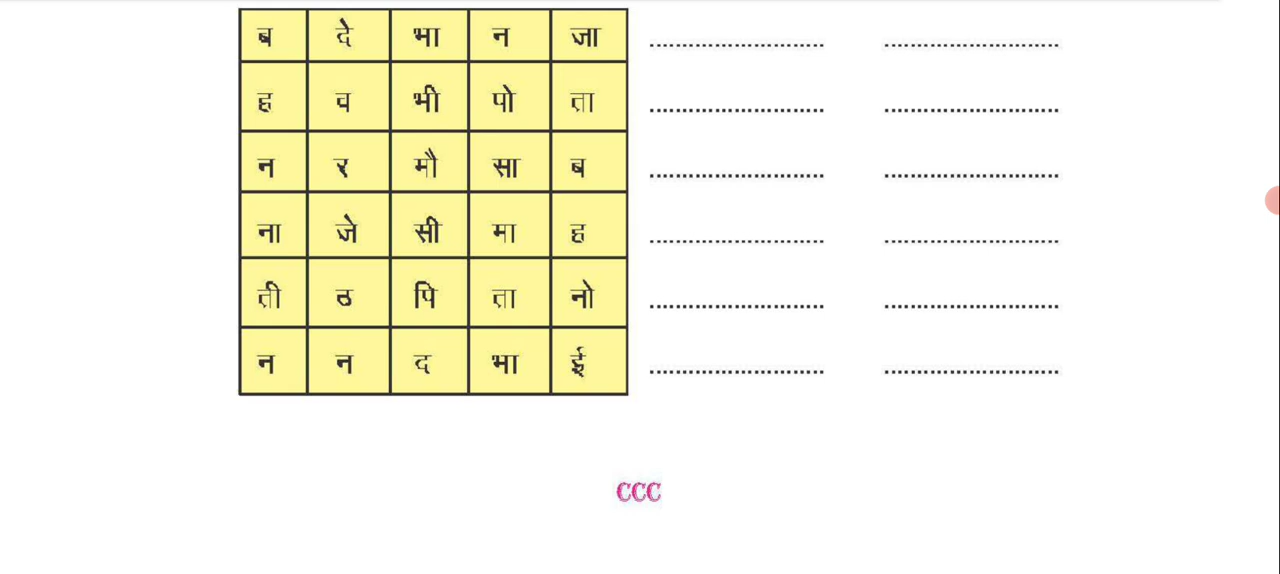 ब दे भा न जा ........................... ...........................
ह व भी पो ता ........................... ...........................
न र मौ सा ब ........................... ...........................
ना जे सी मा ह ........................... ...........................
ती ठ पि ता नो ........................... ...........................
न न द भा ई ........................... ...........................
CCC